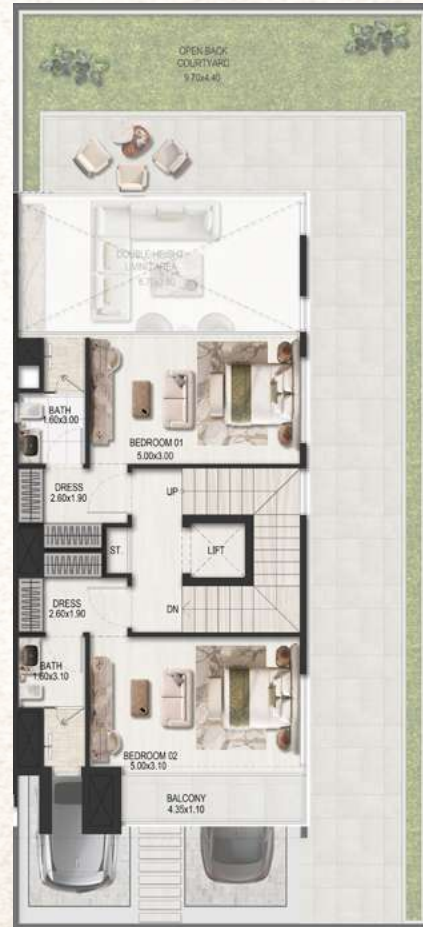 OPEN BACK
COURTYARD
9.70x4.40
DOUBLE HEIGHT
LIVING AREA
BATH
1.60x3.00
BEDROOM 01
5.00x3.00
DRESS
2.60x1.90
UP
ST.
LIFT
DRESS
2.60x1.90
DN
BATH
1.60x3.10
BEDROOM 02
5.00x3.10
BALCONY
4.35x1.10